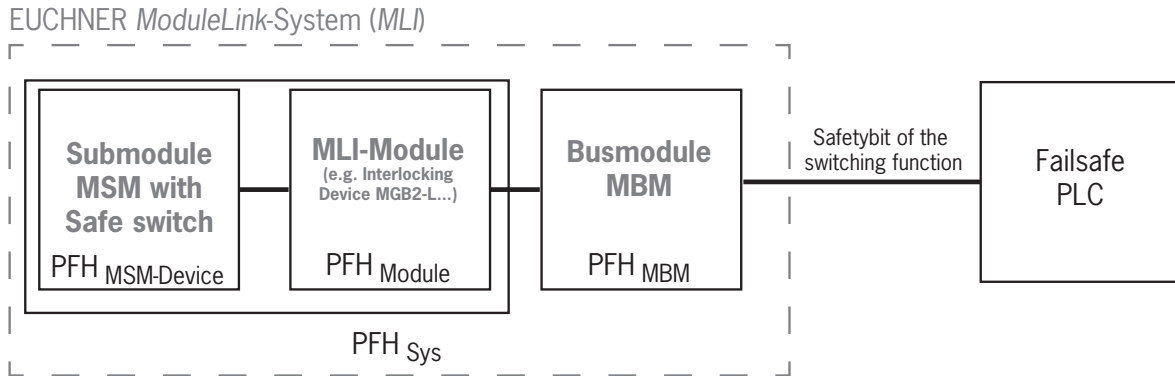 EUCHNER ModuleLink-System (MLI)
Submodule
MSM with
Safe switch
PFH MSM-Device
MLI-Module
(e.g. Interlocking
Device MGB2-L...)
PFH Module
Busmodule
MBM
PFH MBM
PFH Sys
Safetybit of the
switching function
Failsafe
PLC